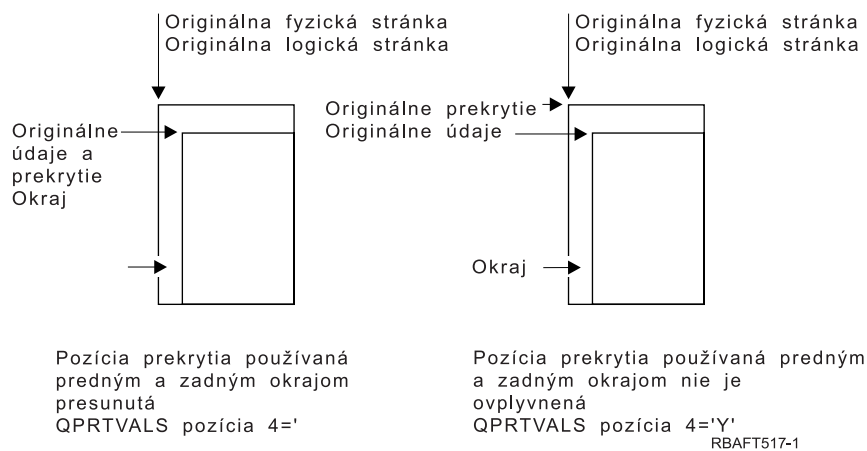 Originálna fyzická stránka
Originálna logická stránka
Originálne
údaje a
prekrytie
Okraj
Pozícia prekrytia používaná
predným a zadným okrajom
presunutá
QPRTVALS pozícia 4='
Originálna fyzická stránka
Originálna logická stránka
Originálne prekrytie
Originálne údaje
Okraj
Pozícia prekrytia používaná predným
a zadným okrajom nie je
ovplyvnená
QPRTVALS pozícia 4='Y'
RBAFT517-1